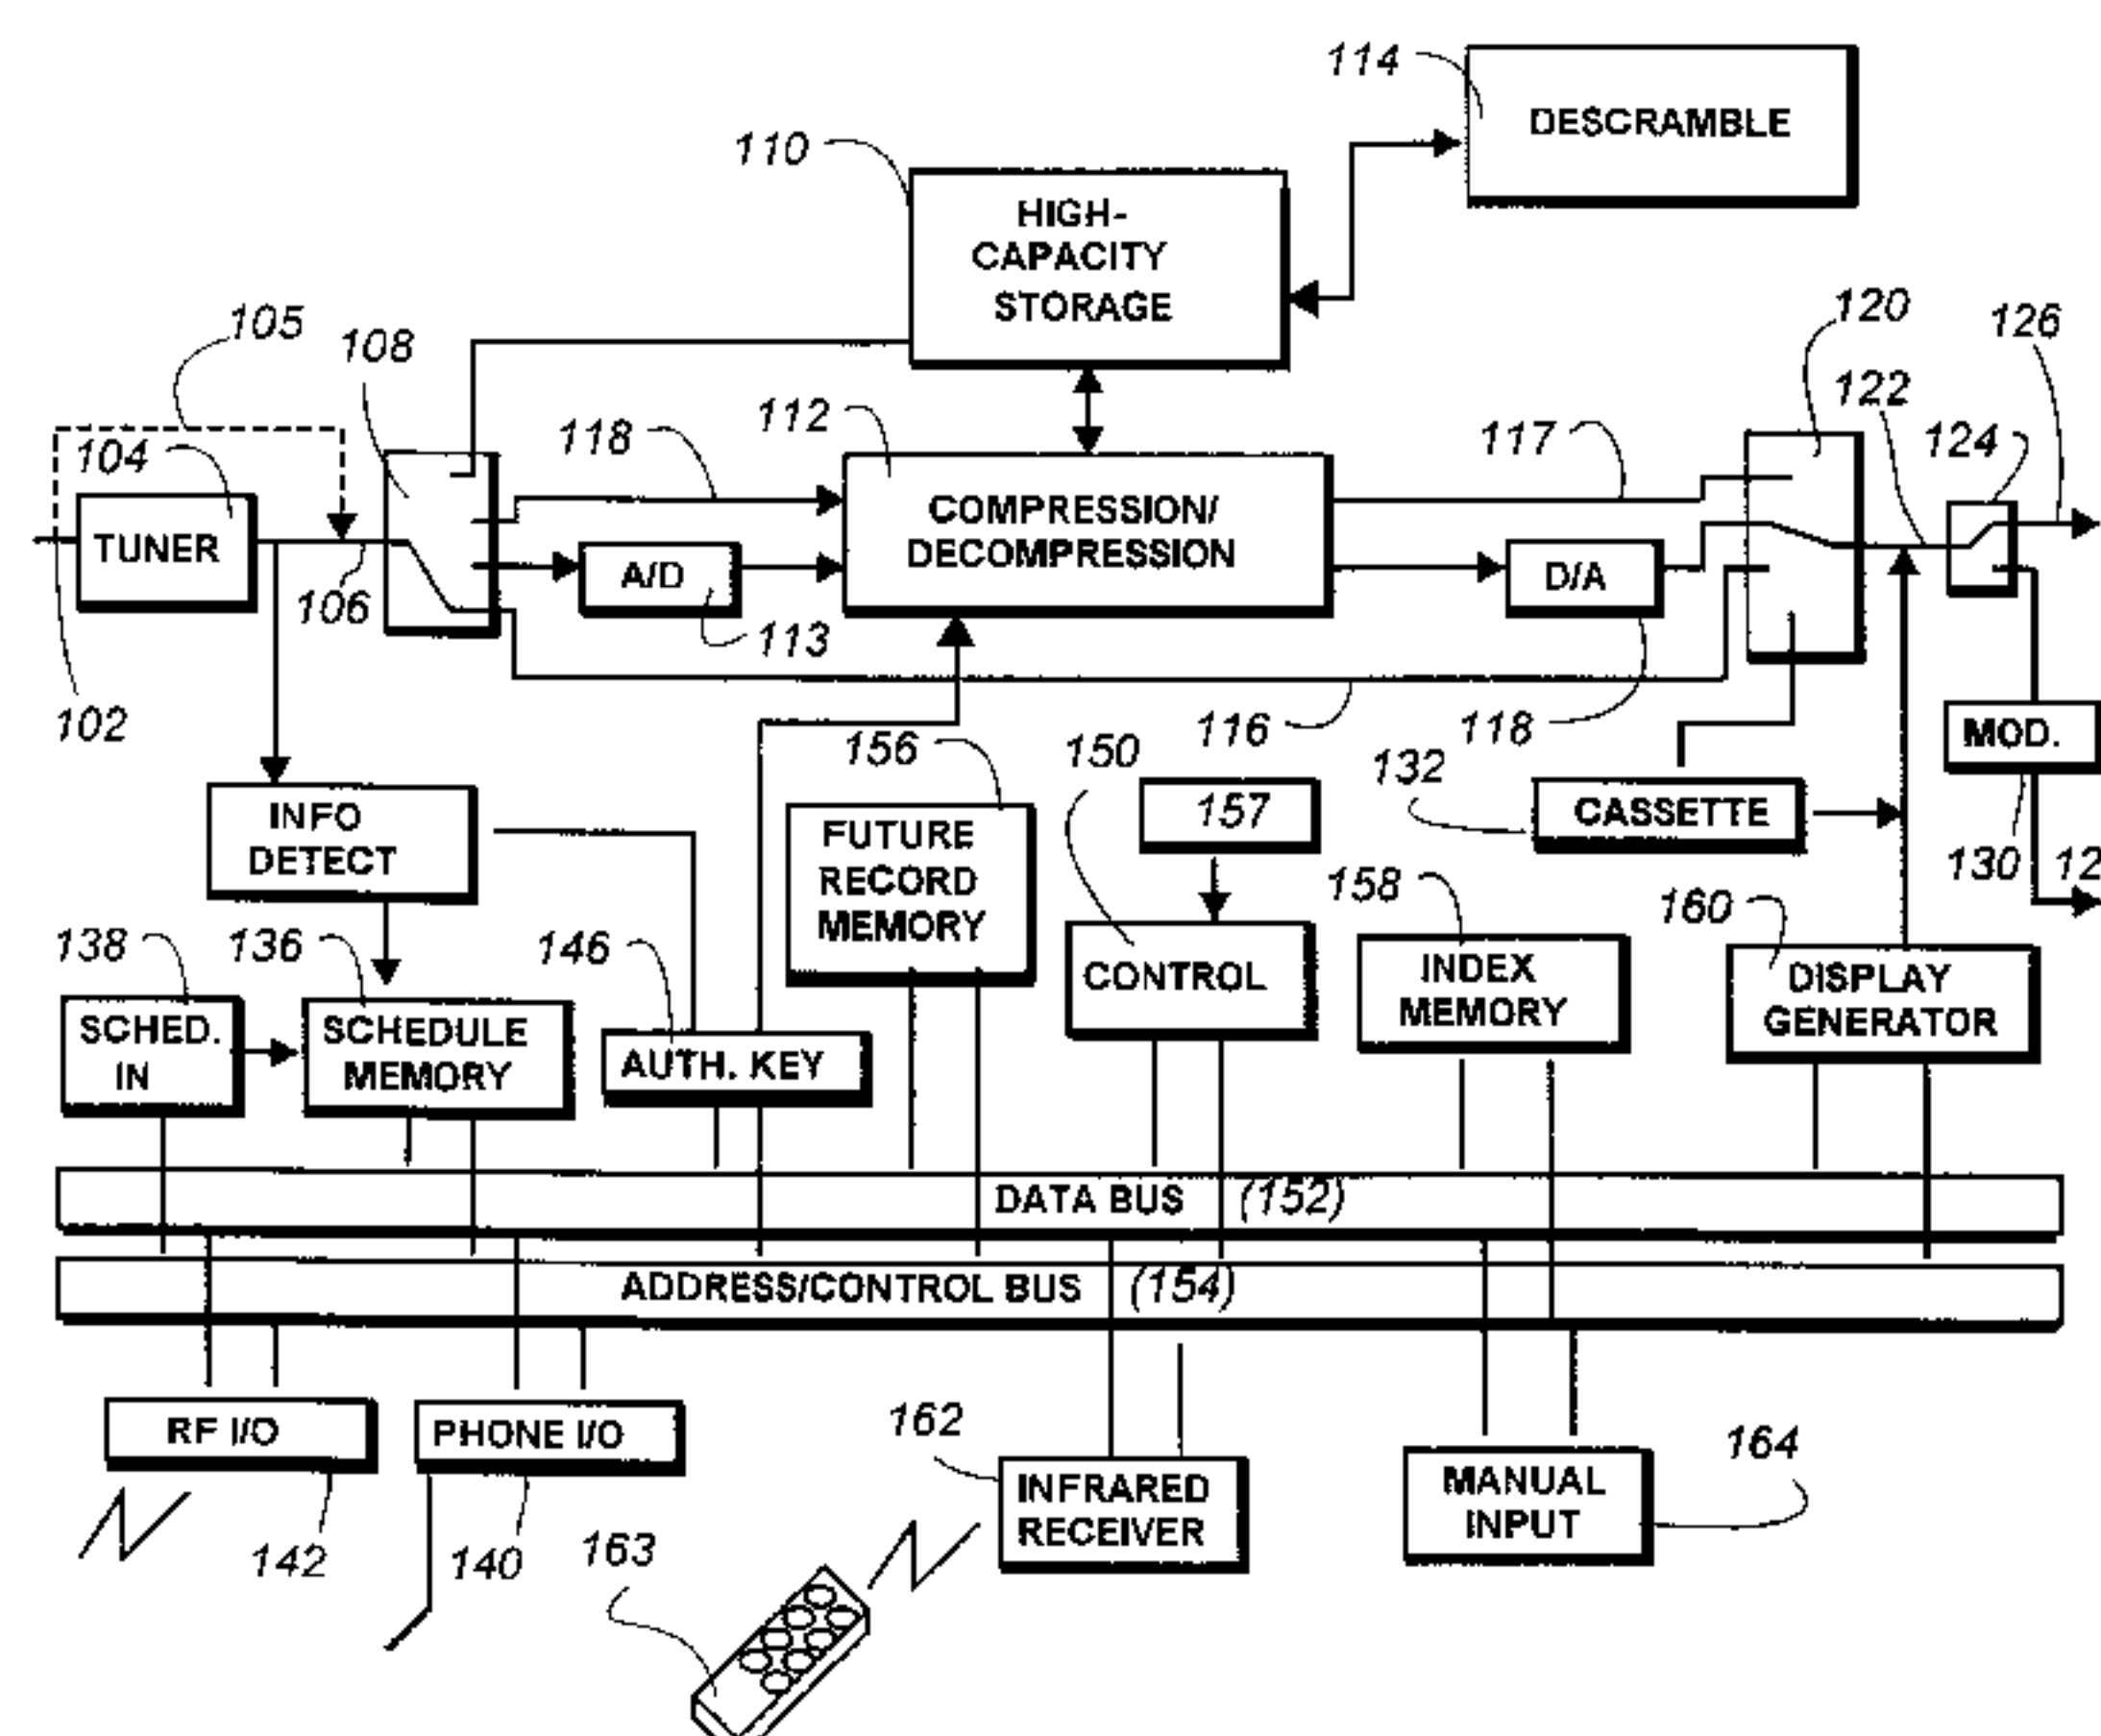 114
DESCRAMBLE
110
HIGH-
CAPACITY
STORAGE
105
108
120
126
122
104
118
112
117
124
TUNER
COMPRESSION/
DECOMPRESSION
A/D
D/A
106
113
102
116
118
MOD.
156
150
132
157
CASSETTE
INFO
DETECT
FUTURE
RECORD
MEMORY
158
130
12
160
138
136
146
CONTROL
INDEX
MEMORY
DISPLAY
GENERATOR
SCHED.
IN
SCHEDULE
MEMORY
AUTH. KEY
DATA BUS (152)
ADDRESS/CONTROL BUS (154)
RF I/O
PHONE I/O
162
164
INFRARED
RECEIVER
MANUAL
INPUT
142
140
163